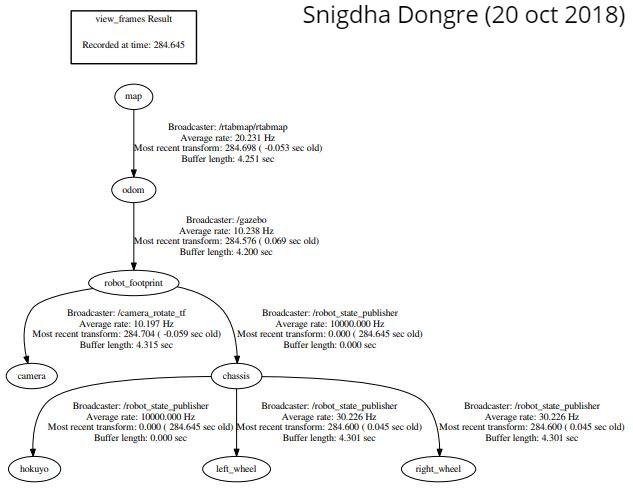 Snigdha Dongre (20 oct 2018)
view_frames Result
Recorded at time: 284.645
map
Broadcaster: /rtabmap/rtabmap
Average rate: 20.231 Hz
Most recent transform: 284.698 ( -0.053 sec old)
Buffer length: 4.251 sec
odom
Broadcaster: /gazebo
Average rate: 10.238 Hz
Most recent transform: 284.576 ( 0.069 sec old)
Buffer length: 4.200 sec
robot_footprint
Broadcaster: /camera_rotate_tf
Average rate: 10.197 Hz
Most recent transform: 284.704 ( -0.059 sec old)
Buffer length: 4.315 sec
Broadcaster: /robot_state_publisher
Average rate: 10000.000 Hz
Most recent transform: 0.000 ( 284.645 sec old)
Buffer length: 0.000 sec
camera
chassis
Broadcaster: /robot_state_publisher
Average rate: 10000.000 Hz
Most recent transform: 0.000 ( 284.645 sec old)
Buffer length: 0.000 sec
Broadcaster: /robot_state_publisher
Average rate: 30.226 Hz
Most recent transform: 284.600 ( 0.045 sec old)
Buffer length: 4.301 sec
Broadcaster: /robot_state_publisher
Average rate: 30.226 Hz
Most recent transform: 284.600 ( 0.045 sec old)
Buffer length: 4.301 sec
hokuyo
left_wheel
right_wheel